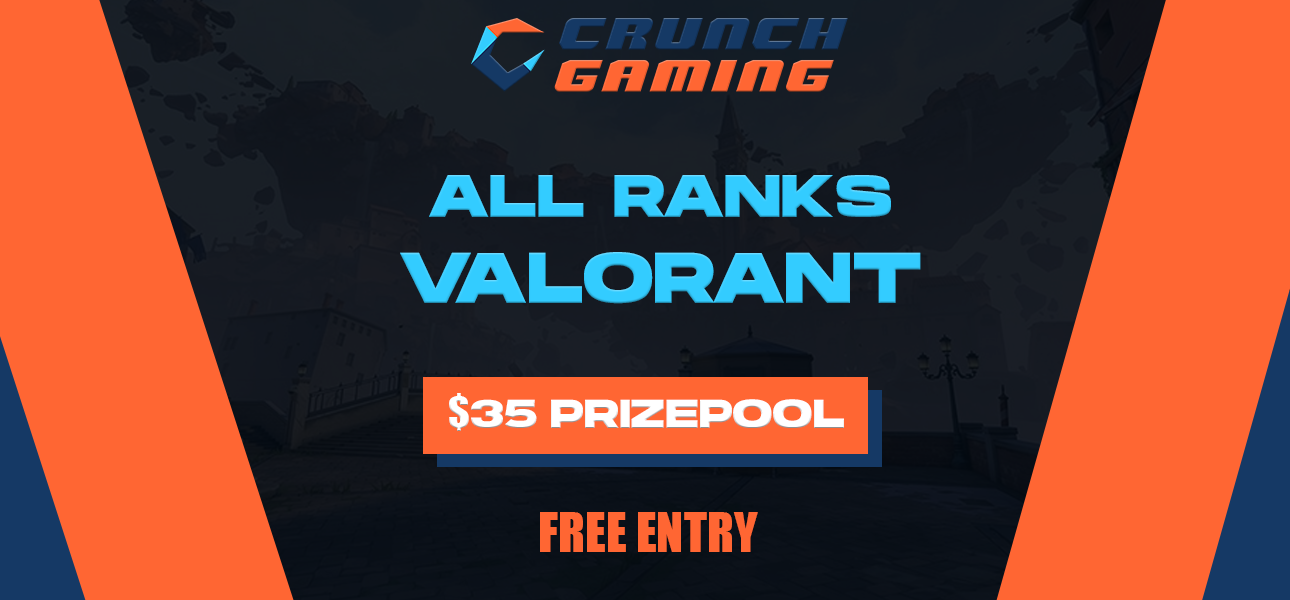 CRUNCH
GAMING
ALL RANKS
VALORANT
$35 PRIZEPOOL
FREE ENTRY